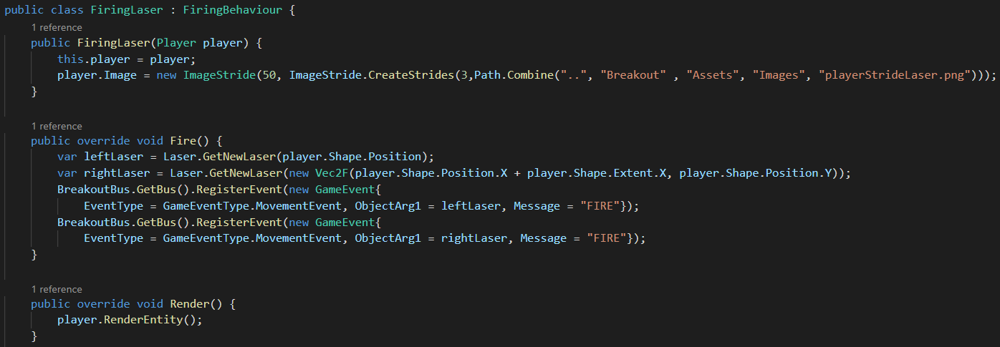 public class FiringLaser : FiringBehaviour {
1 reference
public FiringLaser(Player player) {
this.player = player;
player.Image = new ImageStride(50, ImageStride.CreateStrides(3,Path.Combine("..", "Breakout" , "Assets", "Images", "playerStrideLaser.png")));
}
1 reference
public override void Fire() {
var leftLaser = Laser.GetNewLaser(player.Shape.Position);
var rightLaser = Laser.GetNewLaser(new Vec2F(player.Shape.Position.X + player.Shape.Extent.X, player.Shape.Position.Y));
BreakoutBus.GetBus().RegisterEvent(new GameEvent{
EventType = GameEventType.MovementEvent, ObjectArg1 = leftLaser, Message = "FIRE"});
BreakoutBus.GetBus().RegisterEvent(new GameEvent{
EventType = GameEventType.MovementEvent, ObjectArg1 = rightLaser, Message = "FIRE"});
}
1 reference
public override void Render() {
player.RenderEntity();
}